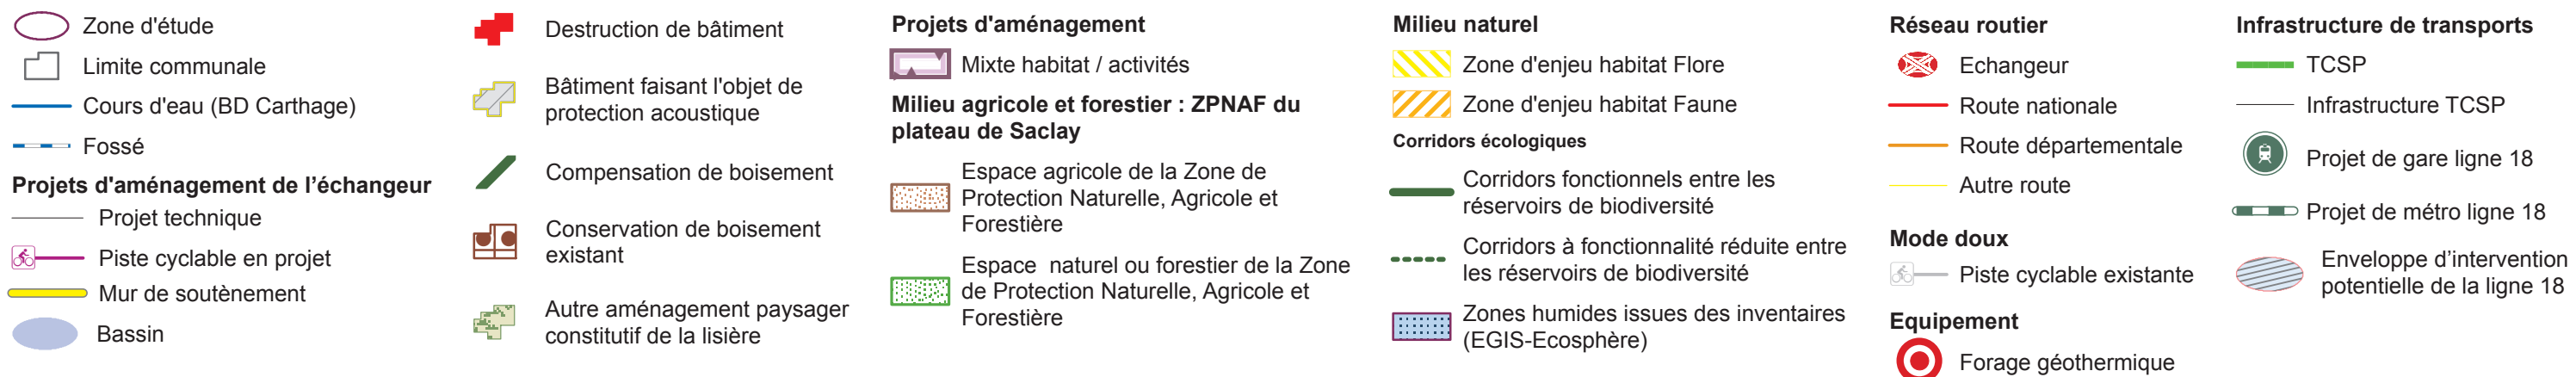 Zone d'étude
Limite communale
Cours d'eau (BD Carthage)
Fossé
Projets d'aménagement de l'échangeur
Projet technique
Piste cyclable en projet
Mur de soutènement
Bassin
Destruction de bâtiment
Bâtiment faisant l'objet de
protection acoustique
Compensation de boisement
Conservation de boisement
existant
Autre aménagement paysager
constitutif de la lisière
Projets d'aménagement
Mixte habitat / activités
Milieu agricole et forestier : ZPNAF du
plateau de Saclay
Espace agricole de la Zone de
Protection Naturelle, Agricole et
Forestière
Espace naturel ou forestier de la Zone
de Protection Naturelle, Agricole et
Forestière
Milieu naturel
Zone d'enjeu habitat Flore
Zone d'enjeu habitat Faune
Corridors écologiques
Corridors fonctionnels entre les
réservoirs de biodiversité
Corridors à fonctionnalité réduite entre
les réservoirs de biodiversité
Zones humides issues des inventaires
(EGIS-Ecosphère)
Réseau routier
Echangeur
Route nationale
Route départementale
Autre route
Mode doux
Piste cyclable existante
Equipement
Forage géothermique
Infrastructure de transports
TCSP
Infrastructure TCSP
Projet de gare ligne 18
Projet de métro ligne 18
Enveloppe d’intervention
potentielle de la ligne 18